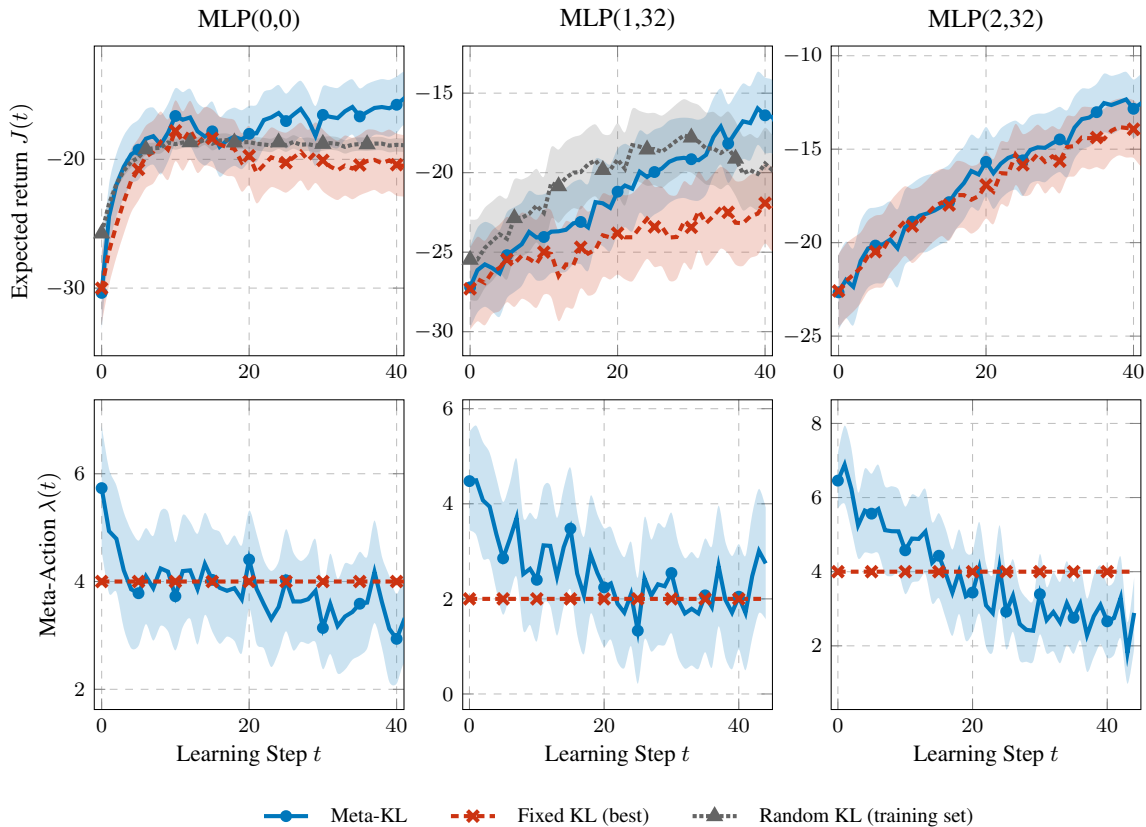 MLP(0,0) MLP(1,32) MLP(2,32)
Expected return J(t)
−20
−30
0 20 40
−15
−20
−25
−30
0 20 40
−10
−15
−20
−25
0 20 40
Meta-Action λ(t)
6
4
2
0 20 40
6
4
2
0
0 20 40
8
6
4
2
0 20 40
Learning Step t Learning Step t Learning Step t
Meta-KL Fixed KL (best) Random KL (training set)